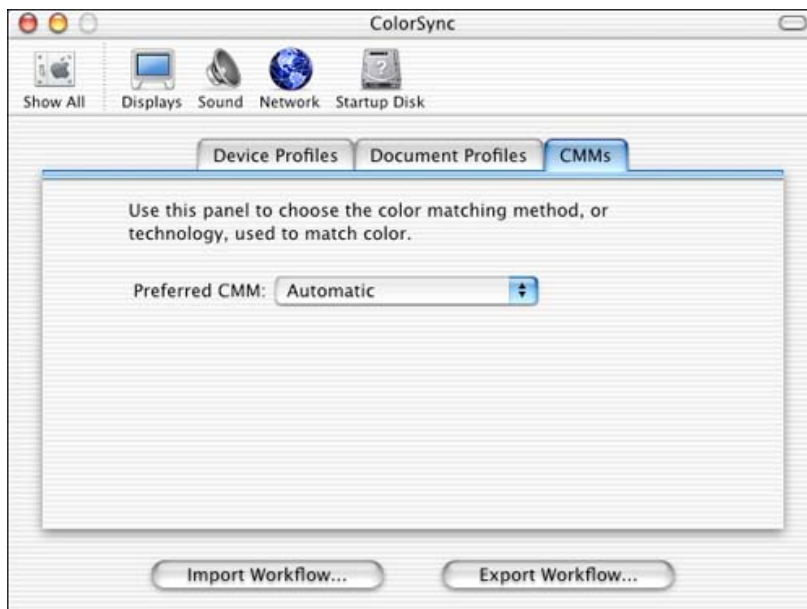 ColorSync
Show All Displays Sound Network Startup Disk
Device Profiles Document Profiles CMMs
Use this panel to choose the color matching method, or
technology, used to match color.
Preferred CMM: Automatic
Import Workflow... Export Workflow...